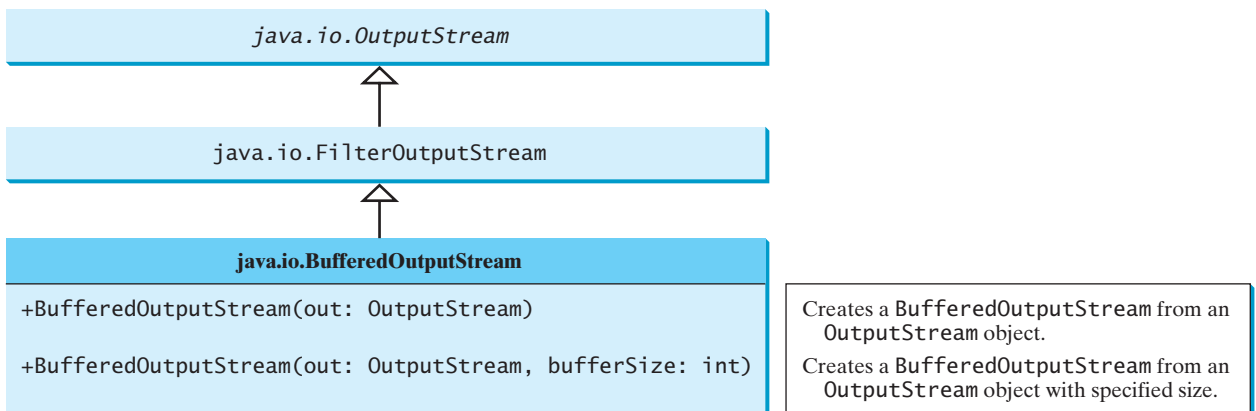 java.io.OutputStream
java.io.FilterOutputStream
java.io.BufferedOutputStream
+BufferedOutputStream(out: OutputStream)
+BufferedOutputStream(out: OutputStream, bufferSize: int)
Creates a BufferedOutputStream from an
OutputStream object.
Creates a BufferedOutputStream from an
OutputStream object with specified size.